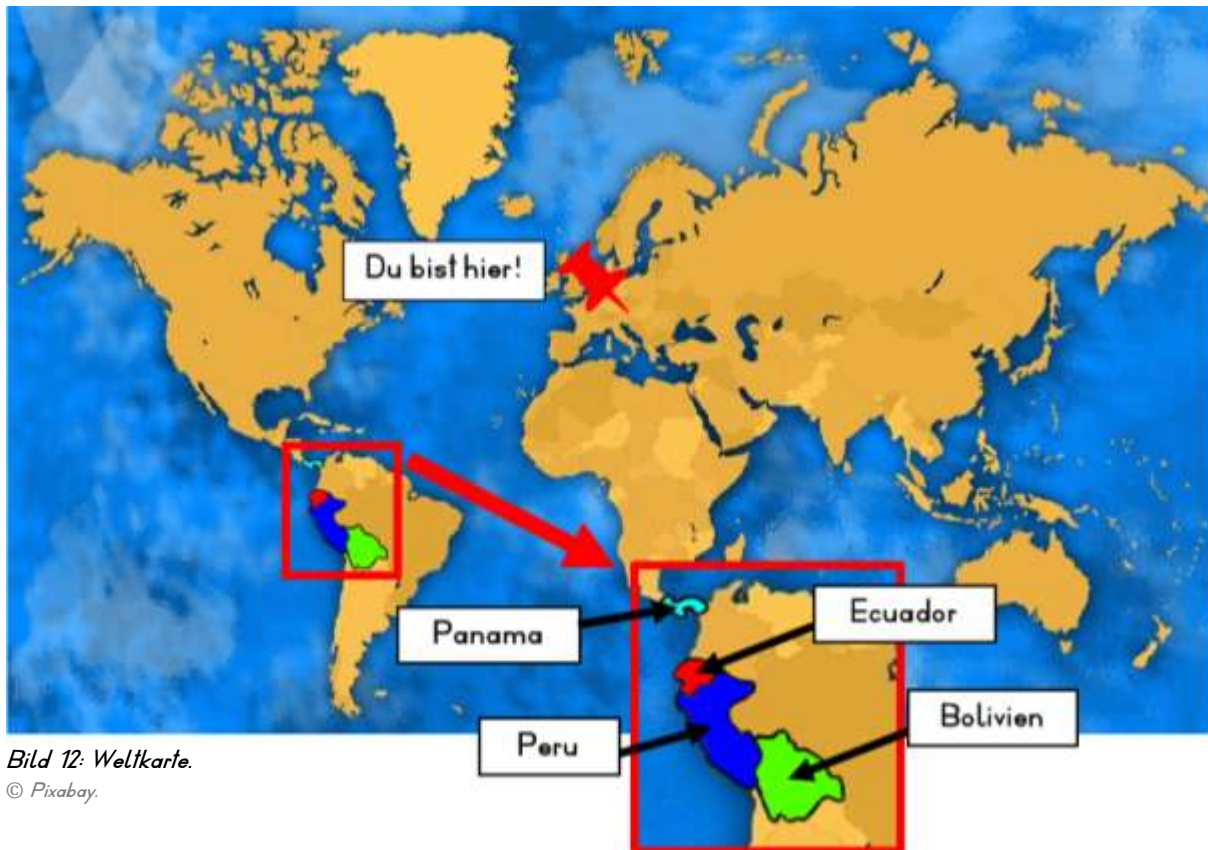 Du bist hier!
Panama
Ecuador
Peru
Bolivien
Bild 12: Weltkarte.
© Pixabay.